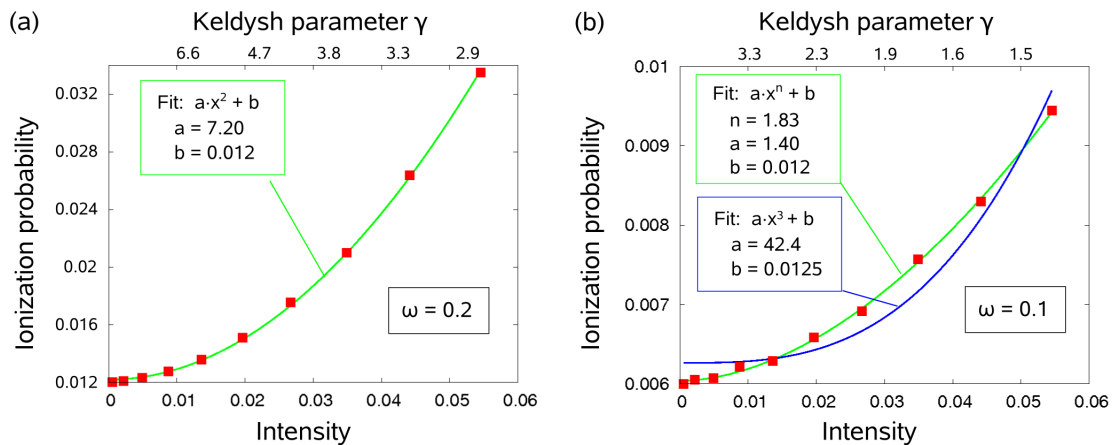 (a)
Keldysh parameter γ
6.6 4.7 3.8 3.3 2.9
0.032
0.028
0.024
0.02
0.016
0.012
Ionization probability
Fit: a·x² + b
a = 7.20
b = 0.012
ω = 0.2
0 0.01 0.02 0.03 0.04 0.05 0.06
Intensity
(b)
Keldysh parameter γ
3.3 2.3 1.9 1.6 1.5
0.01
0.009
0.008
0.007
0.006
Ionization probability
Fit: a·xⁿ + b
n = 1.83
a = 1.40
b = 0.012
Fit: a·x³ + b
a = 42.4
b = 0.0125
ω = 0.1
0 0.01 0.02 0.03 0.04 0.05 0.06
Intensity